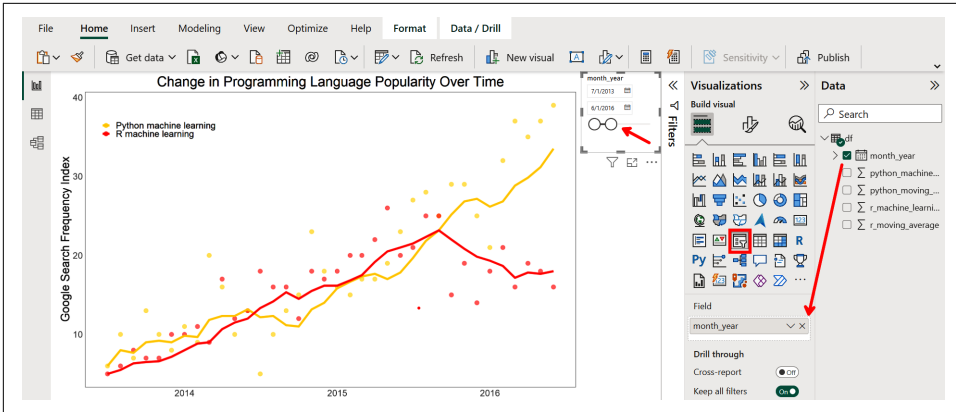 File Home Insert Modeling View Optimize Help Format Data / Drill
Get data Refresh New visual Sensitivity Publish
Change in Programming Language Popularity Over Time
Python machine learning
R machine learning
Google Search Frequency Index
40
30
20
10
2014 2015 2016
month_year
7/1/2013
6/1/2016
Filters
Visualizations
Build visual
123
R
Py
Field
month_year
Drill through
Cross-report Off
Keep all filters On
Data
Search
df
month_year
python_machine...
python_moving_...
r_machine_learni...
r_moving_average